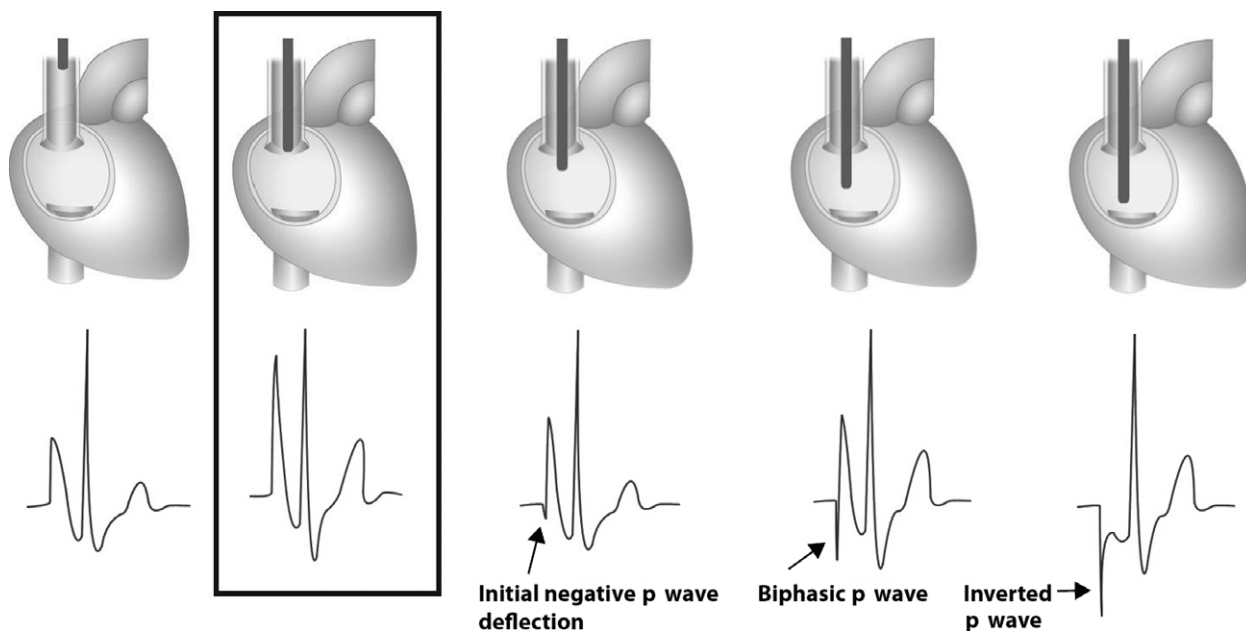 Initial negative p wave
deflection
Biphasic p wave
Inverted
p wave